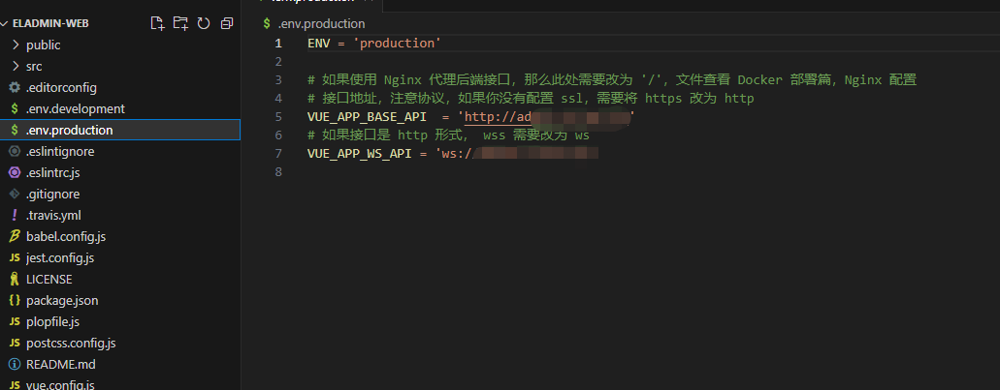 ELADMIN-WEB
public
src
.editorconfig
.env.development
.env.production
.eslintignore
.eslintrc.js
.gitignore
.travis.yml
babel.config.js
jest.config.js
LICENSE
package.json
plopfile.js
postcss.config.js
README.md
vue.config.js
.env.production
1 ENV = 'production'
2
3 # 如果使用 Nginx 代理后端接口，那么此处需要改为 '/'，文件查看 Docker 部署篇，Nginx 配置
4 # 接口地址，注意协议，如果你没有配置 ssl，需要将 https 改为 http
5 VUE_APP_BASE_API = 'http://ad'
6 # 如果接口是 http 形式， wss 需要改为 ws
7 VUE_APP_WS_API = 'ws:/
8